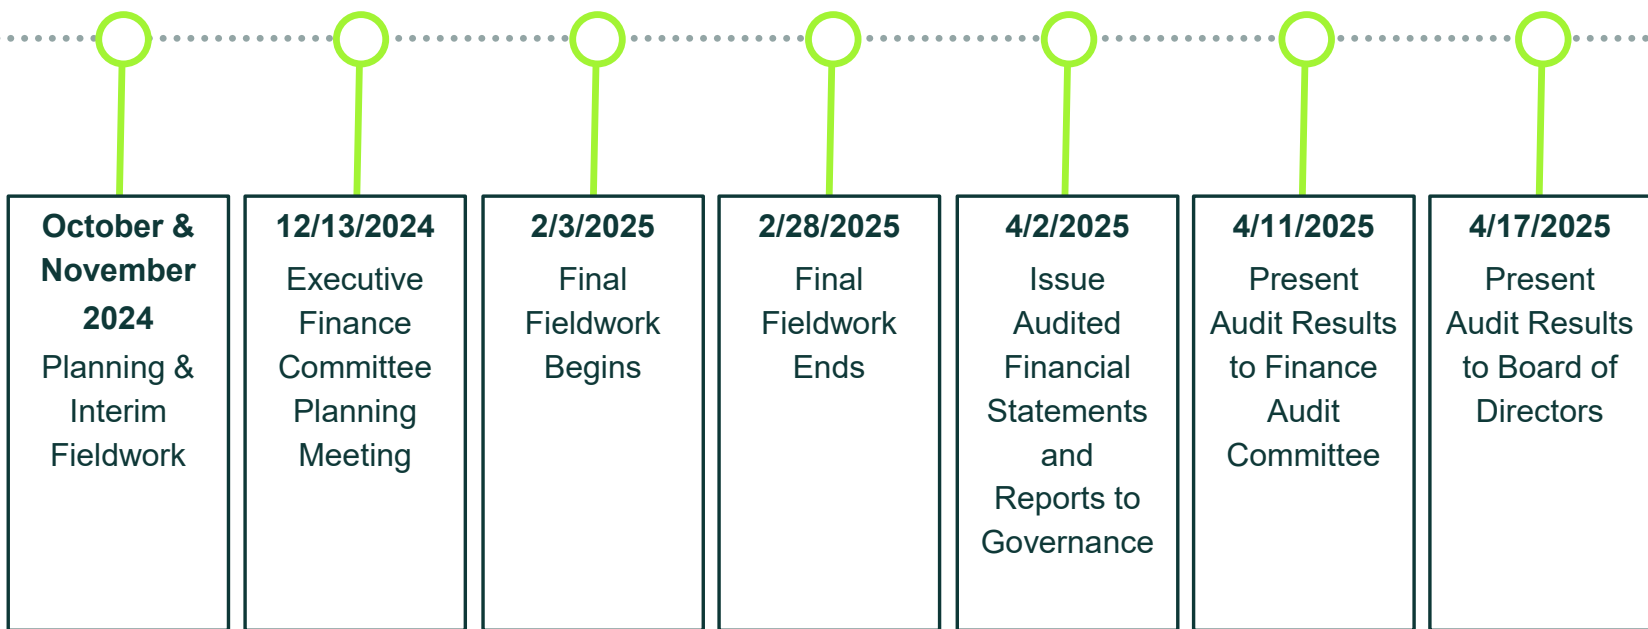 October &
November
2024
Planning &
Interim
Fieldwork
12/13/2024
Executive
Finance
Committee
Planning
Meeting
2/3/2025
Final
Fieldwork
Begins
2/28/2025
Final
Fieldwork
Ends
4/2/2025
Issue
Audited
Financial
Statements
and
Reports to
Governance
4/11/2025
Present
Audit Results
to Finance
Audit
Committee
4/17/2025
Present
Audit Results
to Board of
Directors